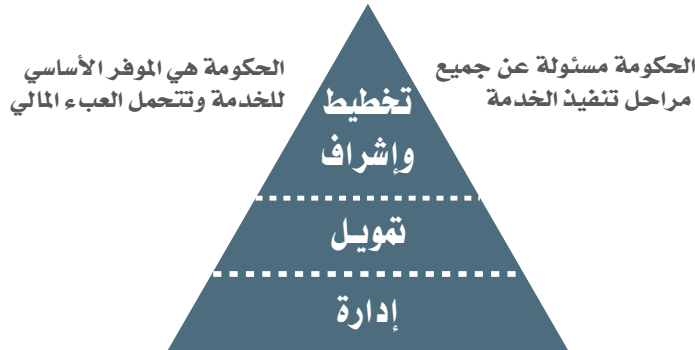 الحكومة مسئولة عن جميع
مراحل تنفيذ الخدمة
الحكومة هي الموفر الأساسي
للخدمة وتتحمل العبء المالي
تخطيط
وإشراف
تمويل
إدارة